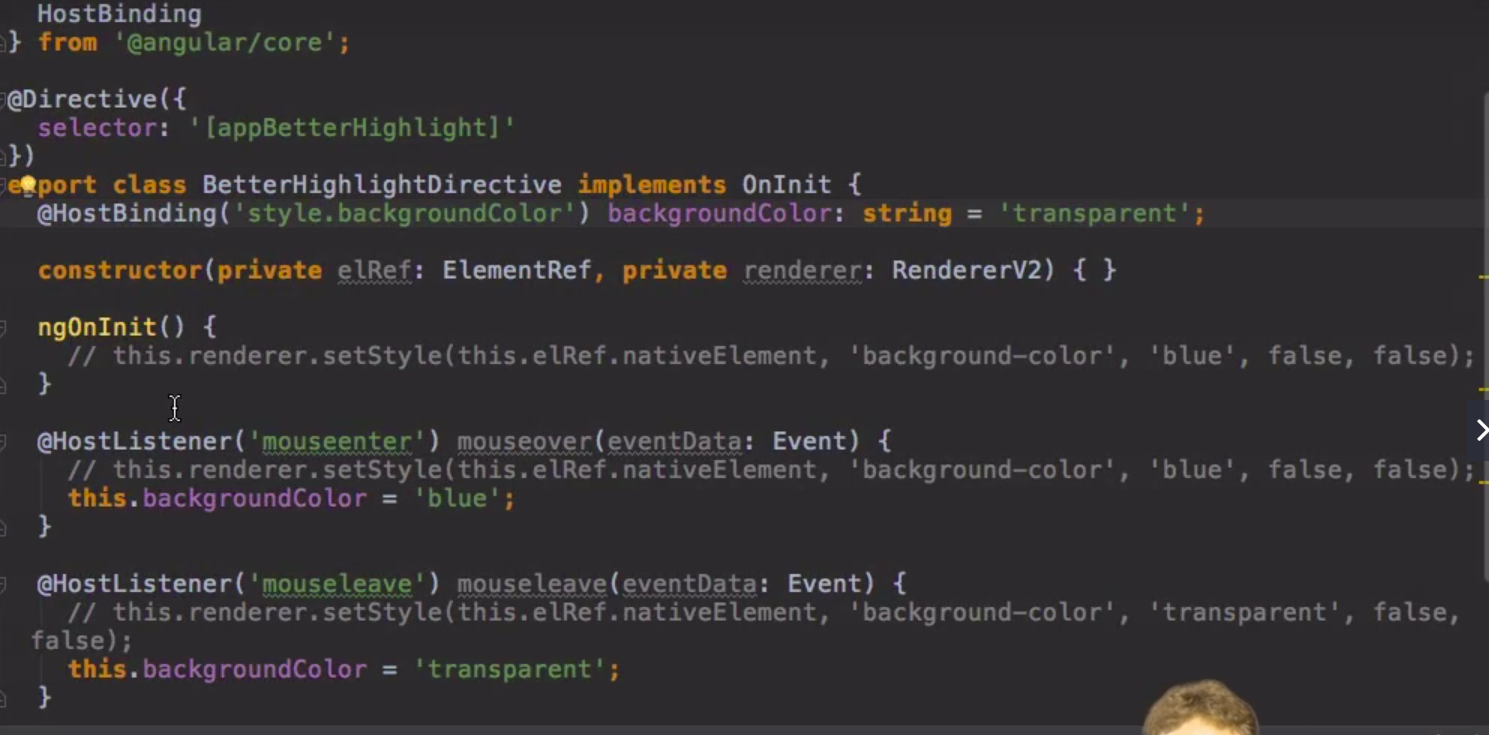 HostBinding
} from '@angular/core';
@Directive({
selector: '[appBetterHighlight]'
})
export class BetterHighlightDirective implements OnInit {
@HostBinding('style.backgroundColor') backgroundColor: string = 'transparent';
constructor(private elRef: ElementRef, private renderer: RendererV2) { }
ngOnInit() {
// this.renderer.setStyle(this.elRef.nativeElement, 'background-color', 'blue', false, false);
}
@HostListener('mouseenter') mouseover(eventData: Event) {
// this.renderer.setStyle(this.elRef.nativeElement, 'background-color', 'blue', false, false);
this.backgroundColor = 'blue';
}
@HostListener('mouseleave') mouseleave(eventData: Event) {
// this.renderer.setStyle(this.elRef.nativeElement, 'background-color', 'transparent', false,
false);
this.backgroundColor = 'transparent';
}